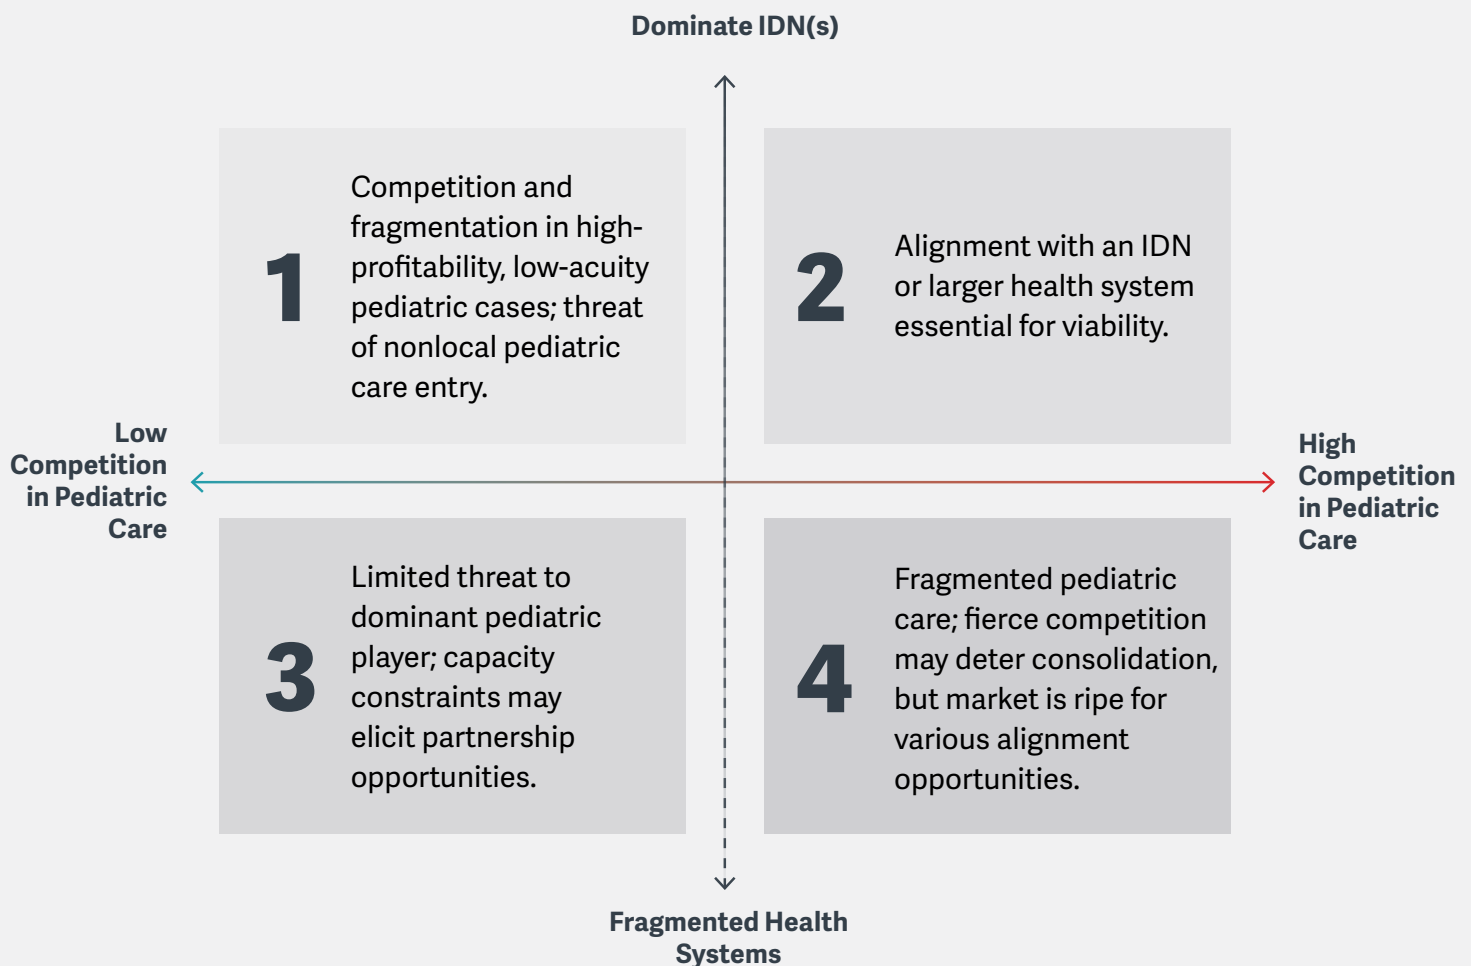 Dominate IDN(s)
1
Competition and
fragmentation in high-
profitability, low-acuity
pediatric cases; threat
of nonlocal pediatric
care entry.
2
Alignment with an IDN
or larger health system
essential for viability.
Low
Competition
in Pediatric
Care
High
Competition
in Pediatric
Care
3
Limited threat to
dominant pediatric
player; capacity
constraints may
elicit partnership
opportunities.
4
Fragmented pediatric
care; fierce competition
may deter consolidation,
but market is ripe for
various alignment
opportunities.
Fragmented Health
Systems